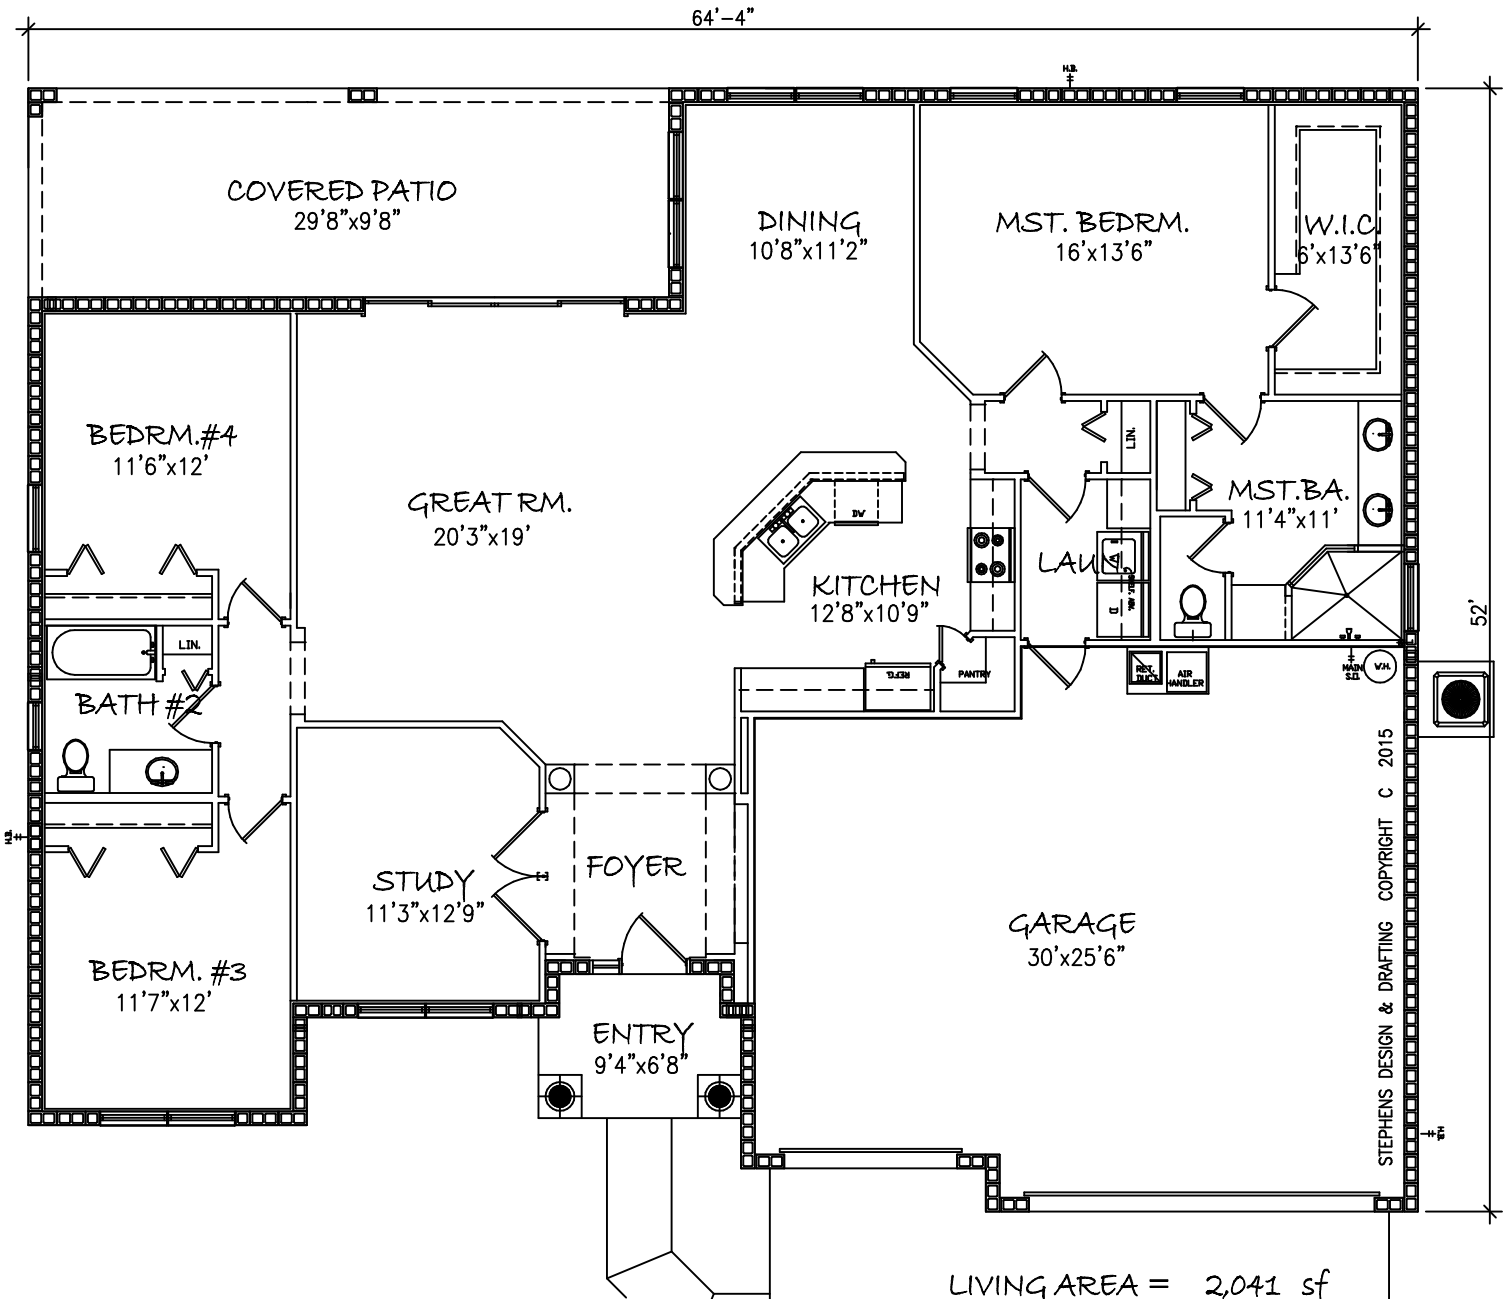 64'-4"
H.B.
COVERED PATIO
29'8"x9'8"
DINING
10'8"x11'2"
MST. BEDRM.
16'x13'6"
W.I.C.
6'x13'6"
BEDRM.#4
11'6"x12'
GREAT RM.
20'3"x19'
LIN.
MST.BA.
11'4"x11'
DW
KITCHEN
12'8"x10'9"
LAUN.
W
D
52'
LIN.
BATH #2
REFG.
PANTRY
RET.
DUCT
AIR
HANDLER
MAIN
S.O.
W.H.
H.B.
STUDY
11'3"x12'9"
FOYER
GARAGE
30'x25'6"
BEDRM. #3
11'7"x12'
ENTRY
9'4"x6'8"
STEPHENS DESIGN & DRAFTING COPYRIGHT C 2015
H.B.
LIVING AREA = 2,041 sf